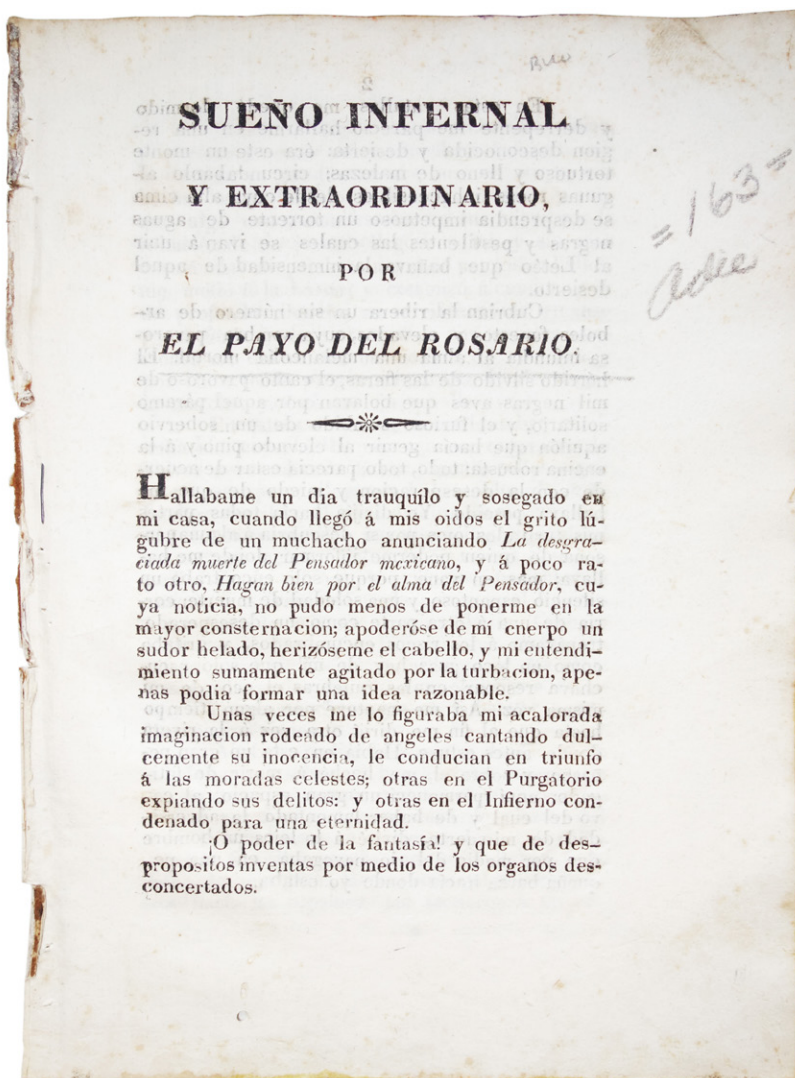 SUEÑO INFERNAL
Y EXTRAORDINARIO,
POR
EL PAYO DEL ROSARIO.
= 163 =
Hallabame un dia trauquílo y sosegado en
mi casa, cuando llegó á mis oidos el grito lú-
gubre de un muchacho anunciando La desgra-
ciada muerte del Pensador mexicano, y á poco ra-
to otro, Hagan bien por el alma del Pensador, cu-
ya noticia, no pudo menos de ponerme en la
mayor consternacion; apoderóse de mí cnerpo un
sudor helado, herizóseme el cabello, y mi entendi-
miento sumamente agitado por la turbacion, ape-
nas podia formar una idea razonable.
Unas veces me lo figuraba mi acalorada
imaginacion rodeado de angeles cantando dul-
cemente su inocencia, le conducian en triunfo
á las moradas celestes; otras en el Purgatorio
expiando sus delitos: y otras en el Infierno con-
denado para una eternidad.
¡O poder de la fantasía! y que de des-
propositos inventas por medio de los organos des-
concertados.